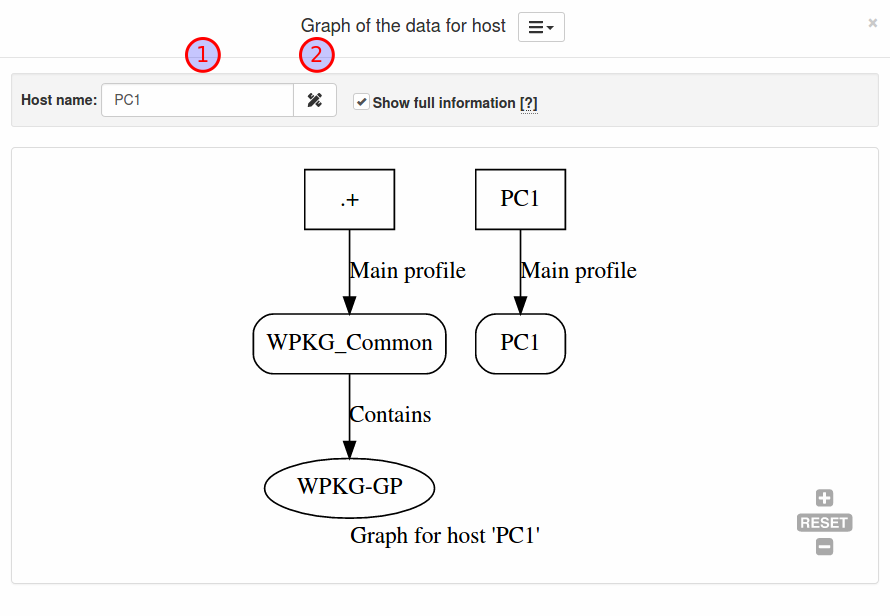 Graph of the data for host
×
1
2
Host name: PC1
Show full information [?]
.+
PC1
Main profile
Main profile
WPKG_Common
PC1
Contains
WPKG-GP
Graph for host 'PC1'
+
RESET
−